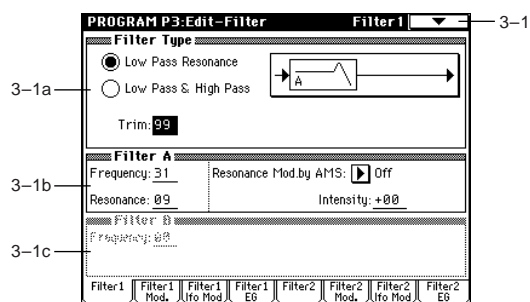 PROGRAM P3:Edit-Filter Filter1
3–1
Filter Type
Low Pass Resonance
A
3–1a
Low Pass & High Pass
Trim:99
Filter A
3–1b
Frequency:31 Resonance Mod.by AMS: Off
Resonance:09 Intensity:+00
Filter B
3–1c
Frequency:00
Filter1 Filter1 Mod. Filter1 lfo Mod Filter1 EG Filter2 Filter2 Mod. Filter2 lfo Mod Filter2 EG